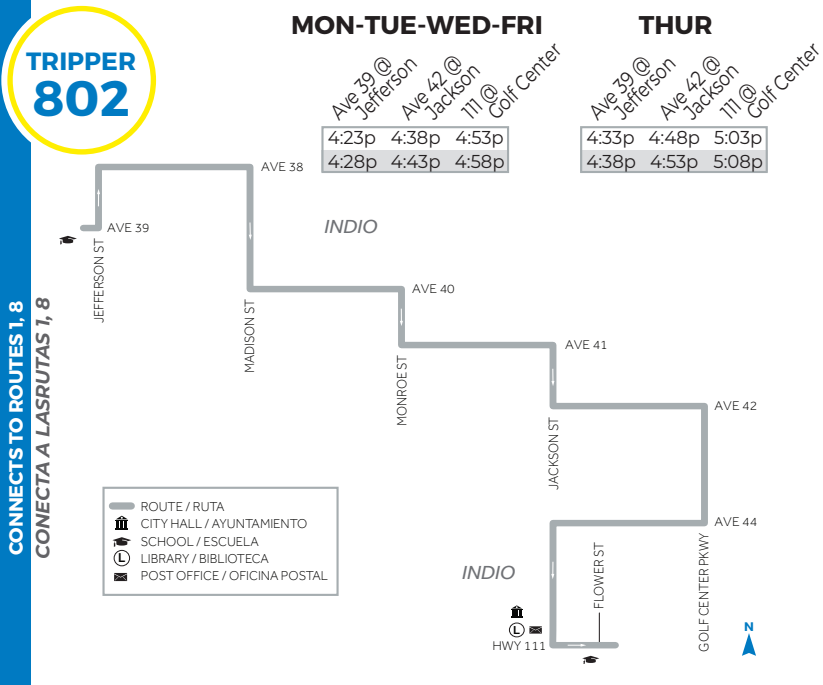 TRIPPER
802
MON-TUE-WED-FRI
Ave 39 @
Jefferson
Ave 42 @
Jackson
111 @
Golf Center
4:23p 4:38p 4:53p
4:28p 4:43p 4:58p
THUR
Ave 39 @
Jefferson
Ave 42 @
Jackson
111 @
Golf Center
4:33p 4:48p 5:03p
4:38p 4:53p 5:08p
CONNECTS TO ROUTES 1, 8
CONECTA A LASRUTAS 1, 8
AVE 38
AVE 39
INDIO
JEFFERSON ST
MADISON ST
AVE 40
MONROE ST
AVE 41
AVE 42
JACKSON ST
AVE 44
INDIO
FLOWER ST
GOLF CENTER PKWY
L
HWY 111
N
ROUTE / RUTA
CITY HALL / AYUNTAMIENTO
SCHOOL / ESCUELA
L LIBRARY / BIBLIOTECA
POST OFFICE / OFICINA POSTAL